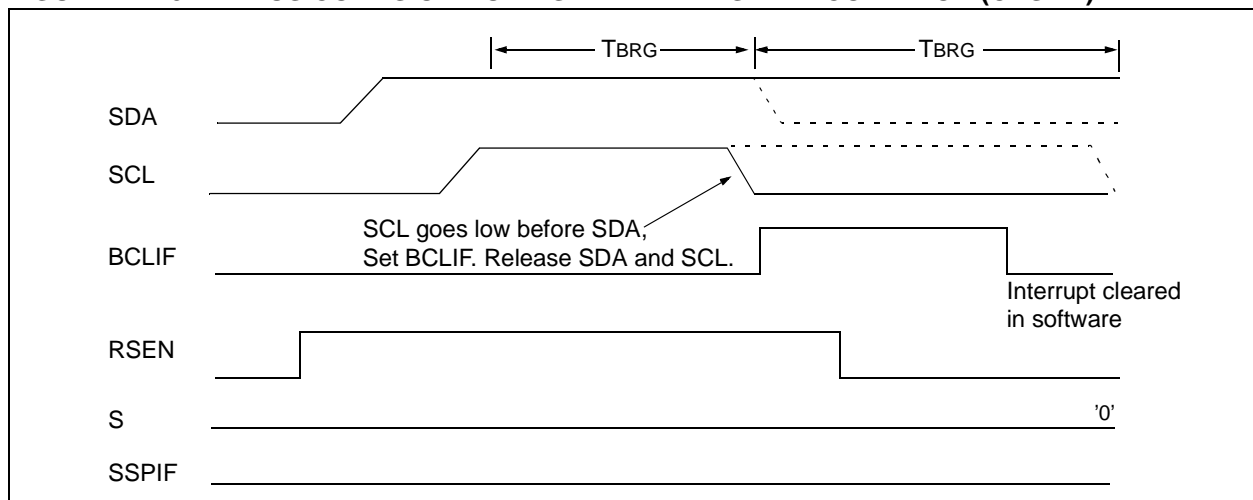 TBRG TBRG
SDA
SCL
SCL goes low before SDA,
Set BCLIF. Release SDA and SCL.
BCLIF
Interrupt cleared
in software
RSEN
S '0'
SSPIF